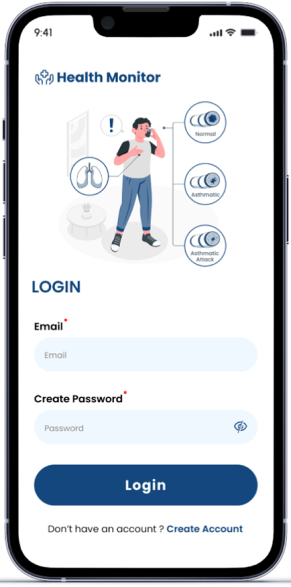 9:41
Health Monitor
!
Normal
Asthmatic
Asthmatic
Attack
LOGIN
Email*
Email
Create Password*
Password
Login
Don't have an account ? Create Account